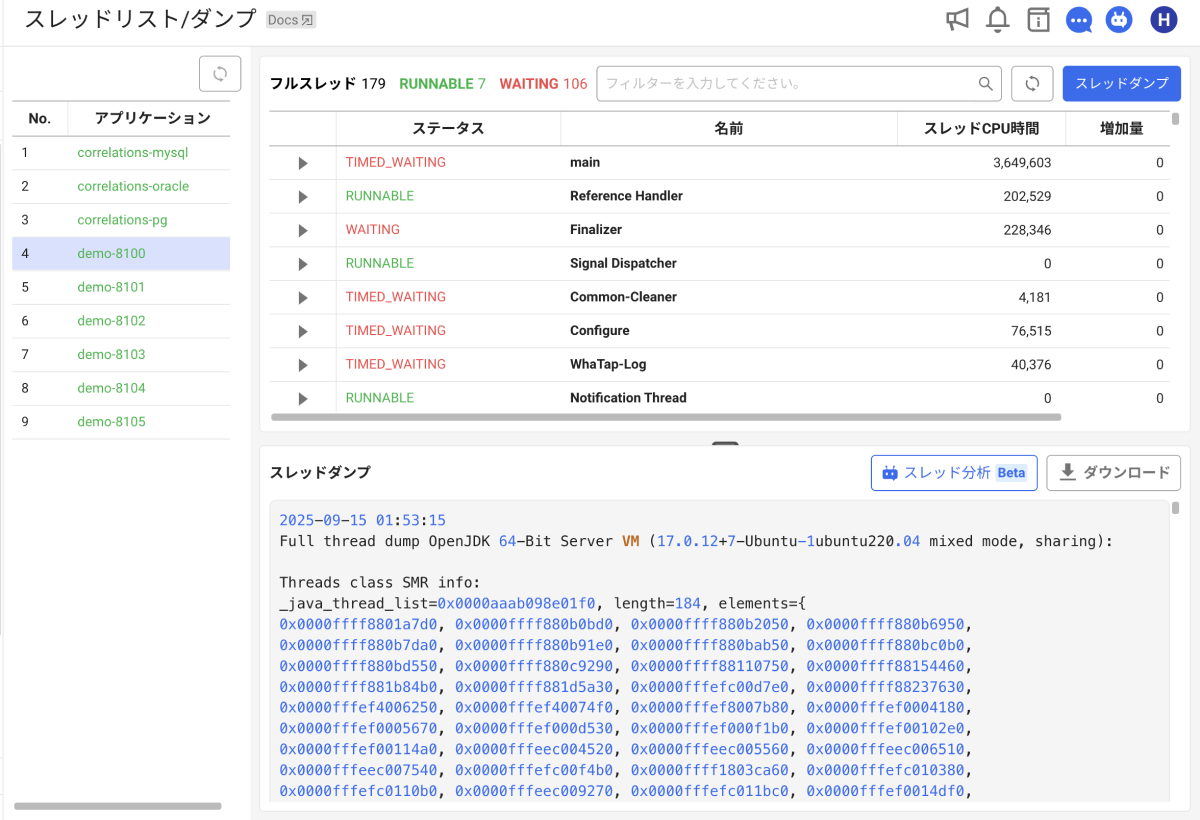 スレッドリスト/ダンプ Docs
H
No. アプリケーション
1 correlations-mysql
2 correlations-oracle
3 correlations-pg
4 demo-8100
5 demo-8101
6 demo-8102
7 demo-8103
8 demo-8104
9 demo-8105
フルスレッド 179 RUNNABLE 7 WAITING 106 フィルターを入力してください。 スレッドダンプ
ステータス 名前 スレッドCPU時間 増加量
TIMED_WAITING main 3,649,603 0
RUNNABLE Reference Handler 202,529 0
WAITING Finalizer 228,346 0
RUNNABLE Signal Dispatcher 0 0
TIMED_WAITING Common-Cleaner 4,181 0
TIMED_WAITING Configure 76,515 0
TIMED_WAITING WhaTap-Log 40,376 0
RUNNABLE Notification Thread 0 0
スレッドダンプ スレッド分析 Beta ダウンロード
2025-09-15 01:53:15
Full thread dump OpenJDK 64-Bit Server VM (17.0.12+7-Ubuntu-1ubuntu220.04 mixed mode, sharing):
Threads class SMR info:
_java_thread_list=0x0000aaab098e01f0, length=184, elements={
0x0000ffff8801a7d0, 0x0000ffff880b0bd0, 0x0000ffff880b2050, 0x0000ffff880b6950,
0x0000ffff880b7da0, 0x0000ffff880b91e0, 0x0000ffff880bab50, 0x0000ffff880bc0b0,
0x0000ffff880bd550, 0x0000ffff880c9290, 0x0000ffff88110750, 0x0000ffff88154460,
0x0000ffff881b84b0, 0x0000ffff881d5a30, 0x0000fffefc00d7e0, 0x0000ffff88237630,
0x0000fffef4006250, 0x0000fffef40074f0, 0x0000fffef8007b80, 0x0000fffef0004180,
0x0000fffef0005670, 0x0000fffef000d530, 0x0000fffef000f1b0, 0x0000fffef00102e0,
0x0000fffef00114a0, 0x0000fffeec004520, 0x0000fffeec005560, 0x0000fffeec006510,
0x0000fffeec007540, 0x0000fffefc00f4b0, 0x0000ffff1803ca60, 0x0000fffefc010380,
0x0000fffefc0110b0, 0x0000fffeec009270, 0x0000fffefc011bc0, 0x0000fffef0014df0,